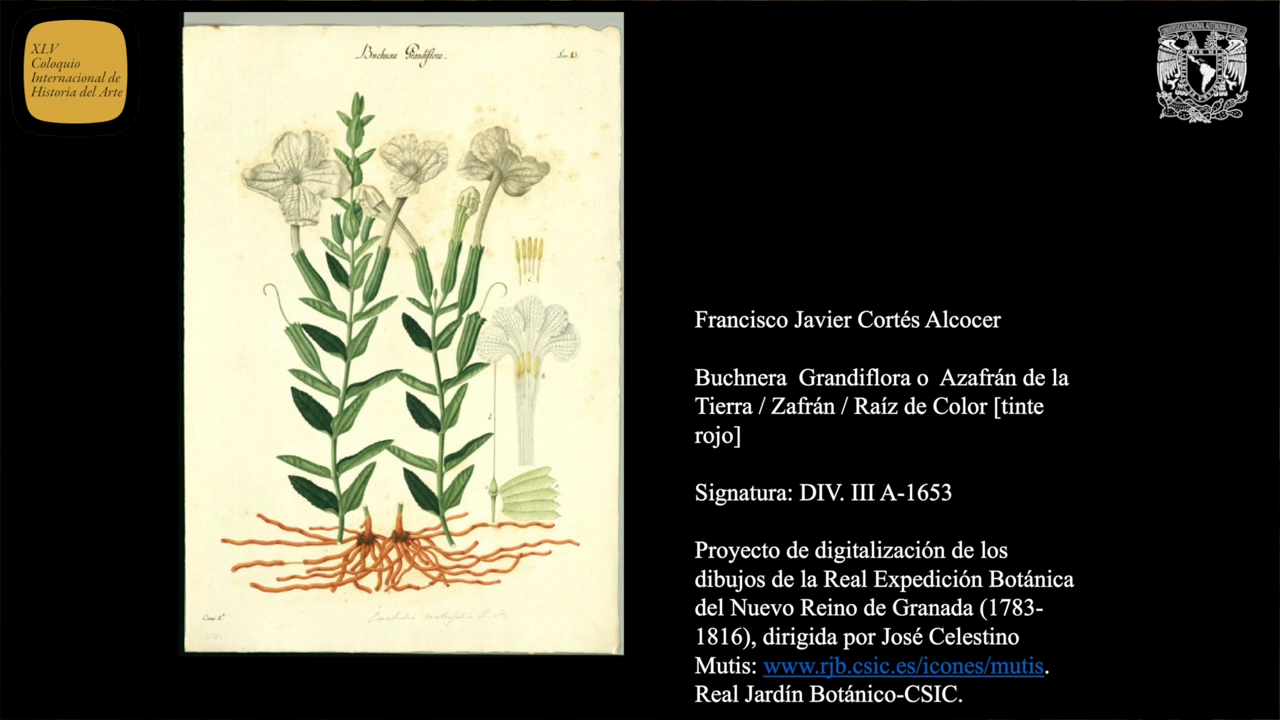 XLV
Coloquio
Internacional de
Historia del Arte
Buchnera Grandiflora.
Francisco Javier Cortés Alcocer
Buchnera Grandiflora o Azafrán de la
Tierra / Zafrán / Raíz de Color [tinte
rojo]
Signatura: DIV. III A-1653
Proyecto de digitalización de los
dibujos de la Real Expedición Botánica
del Nuevo Reino de Granada (1783-
1816), dirigida por José Celestino
Mutis: www.rjb.csic.es/icones/mutis.
Real Jardín Botánico-CSIC.